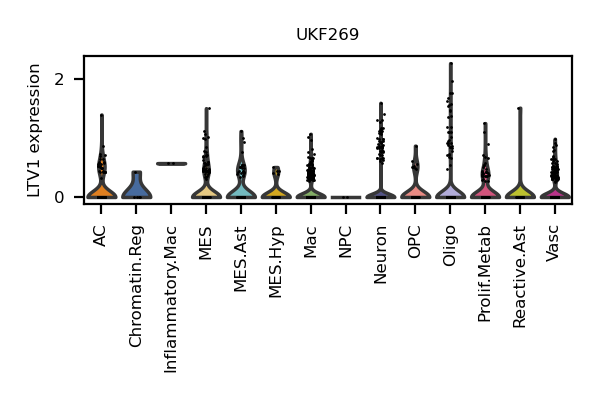 UKF269
LTV1 expression
2
0
AC
Chromatin.Reg
Inflammatory.Mac
MES
MES.Ast
MES.Hyp
Mac
NPC
Neuron
OPC
Oligo
Prolif.Metab
Reactive.Ast
Vasc